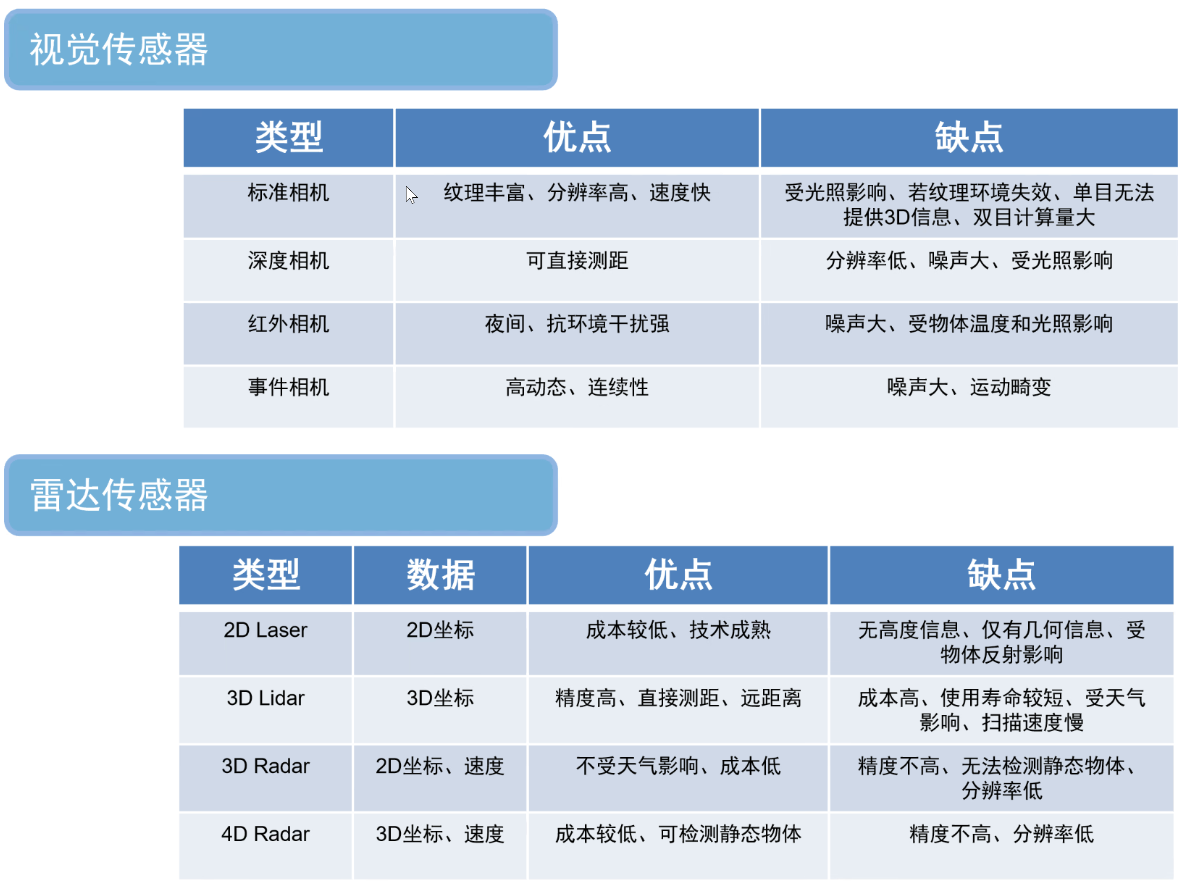 视觉传感器
类型 优点 缺点
标准相机 纹理丰富、分辨率高、速度快 受光照影响、若纹理环境失效、单目无法
提供3D信息、双目计算量大
深度相机 可直接测距 分辨率低、噪声大、受光照影响
红外相机 夜间、抗环境干扰强 噪声大、受物体温度和光照影响
事件相机 高动态、连续性 噪声大、运动畸变
雷达传感器
类型 数据 优点 缺点
2D Laser 2D坐标 成本较低、技术成熟 无高度信息、仅有几何信息、受
物体反射影响
3D Lidar 3D坐标 精度高、直接测距、远距离 成本高、使用寿命较短、受天气
影响、扫描速度慢
3D Radar 2D坐标、速度 不受天气影响、成本低 精度不高、无法检测静态物体、
分辨率低
4D Radar 3D坐标、速度 成本较低、可检测静态物体 精度不高、分辨率低